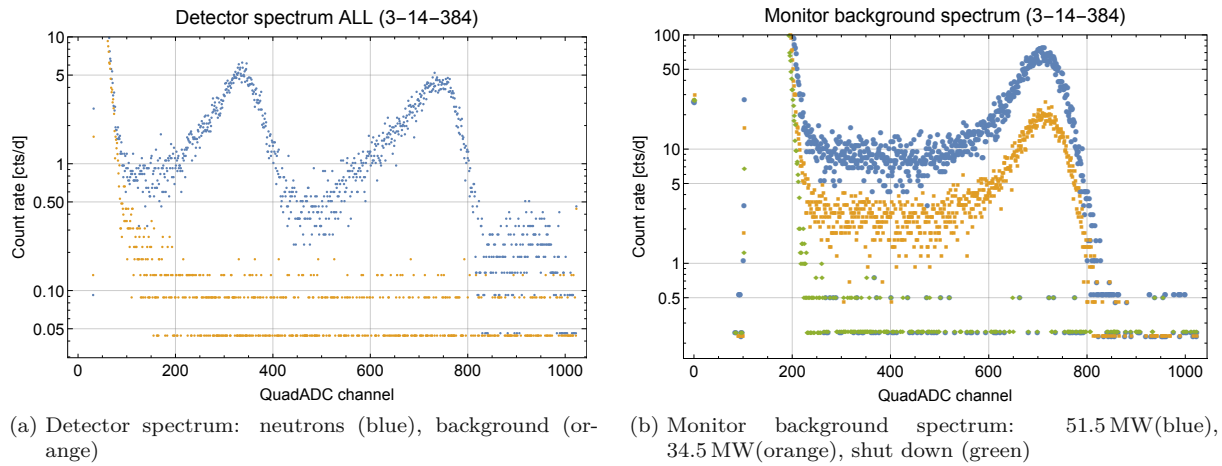 Detector spectrum ALL (3-14-384)
10
5
1
0.50
0.10
0.05
Count rate [cts/d]
0 200 400 600 800 1000
QuadADC channel
(a) Detector spectrum: neutrons (blue), background (or-
ange)
Monitor background spectrum (3-14-384)
100
50
10
5
1
0.5
Count rate [cts/d]
0 200 400 600 800 1000
QuadADC channel
(b) Monitor background spectrum: 51.5 MW(blue),
34.5 MW(orange), shut down (green)